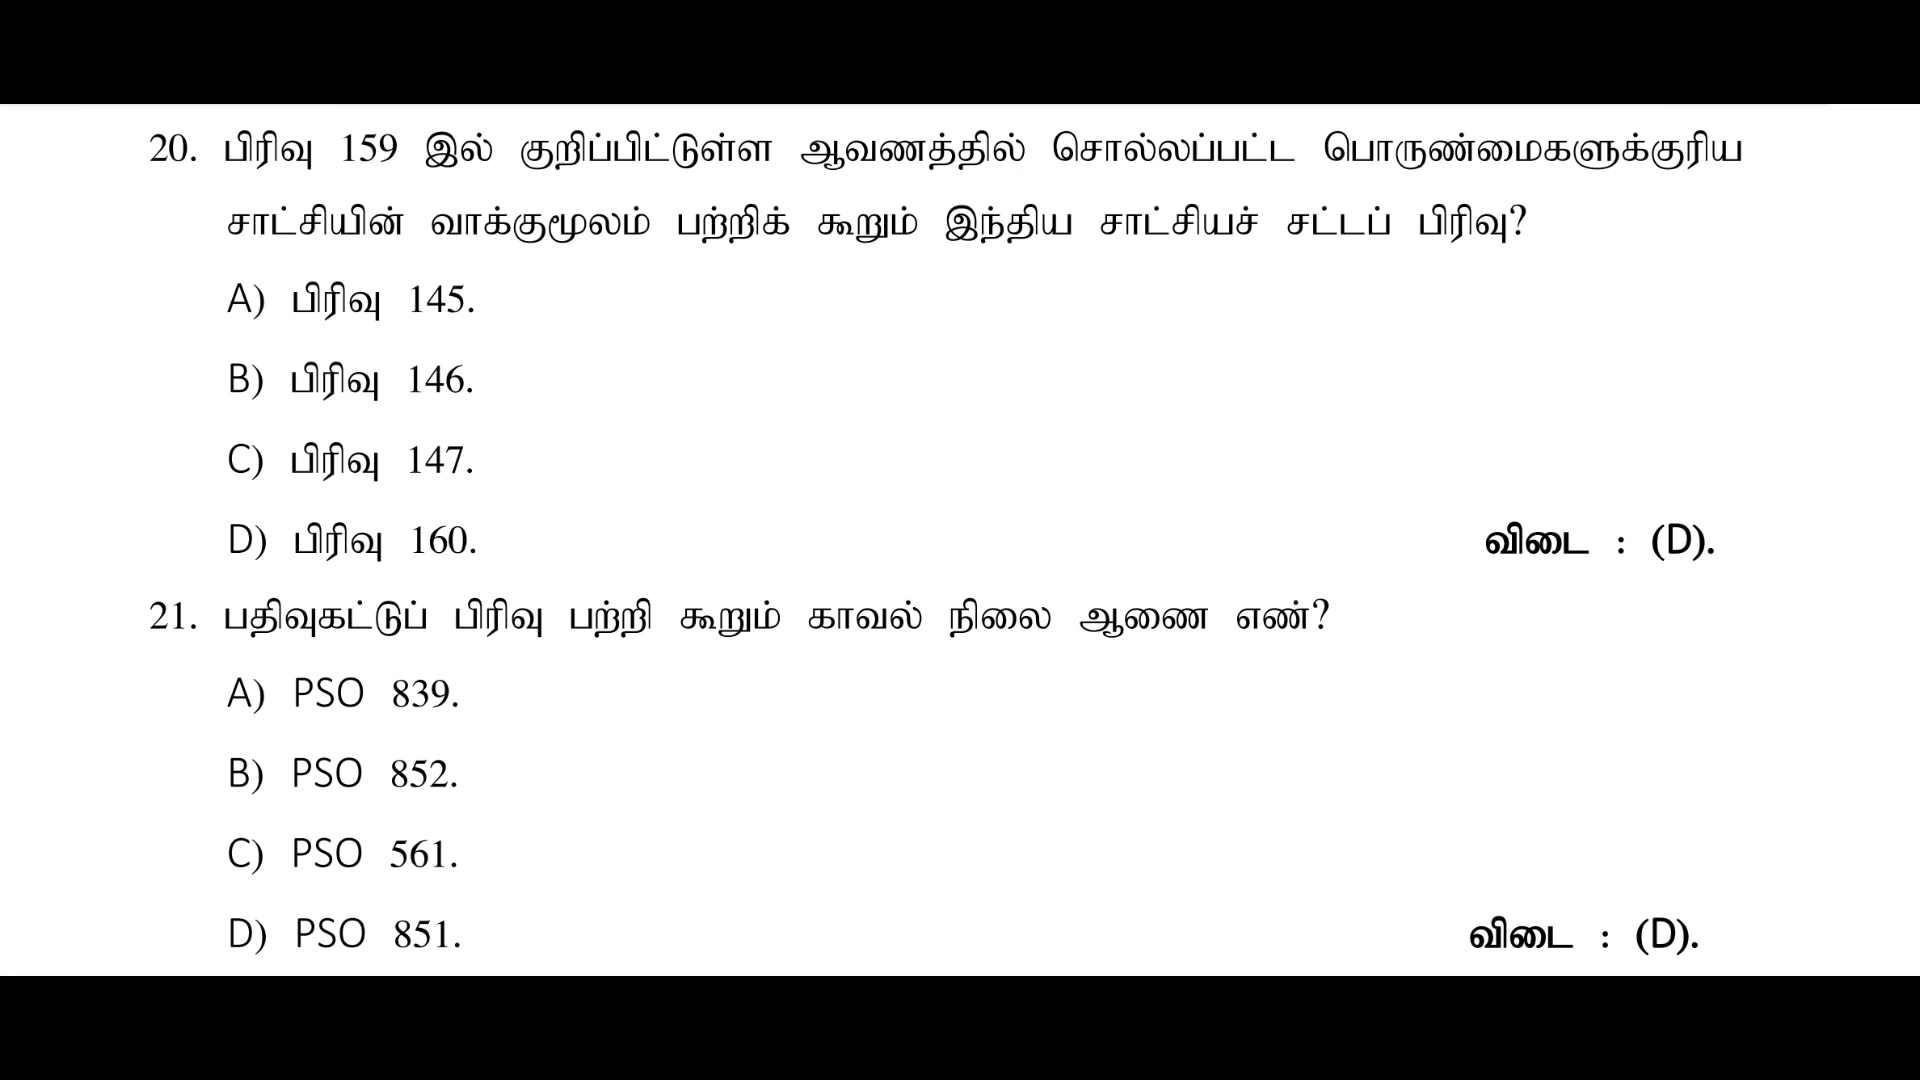 20. பிரிவு 159 இல் குறிப்பிட்டுள்ள ஆவணத்தில் சொல்லப்பட்ட பொருண்மைகளுக்குரிய
சாட்சியின் வாக்குமூலம் பற்றிக் கூறும் இந்திய சாட்சியச் சட்டப் பிரிவு?
A) பிரிவு 145.
B) பிரிவு 146.
C) பிரிவு 147.
D) பிரிவு 160. விடை : (D).
21. பதிவுகட்டுப் பிரிவு பற்றி கூறும் காவல் நிலை ஆணை எண்?
A) PSO 839.
B) PSO 852.
C) PSO 561.
D) PSO 851. விடை : (D).